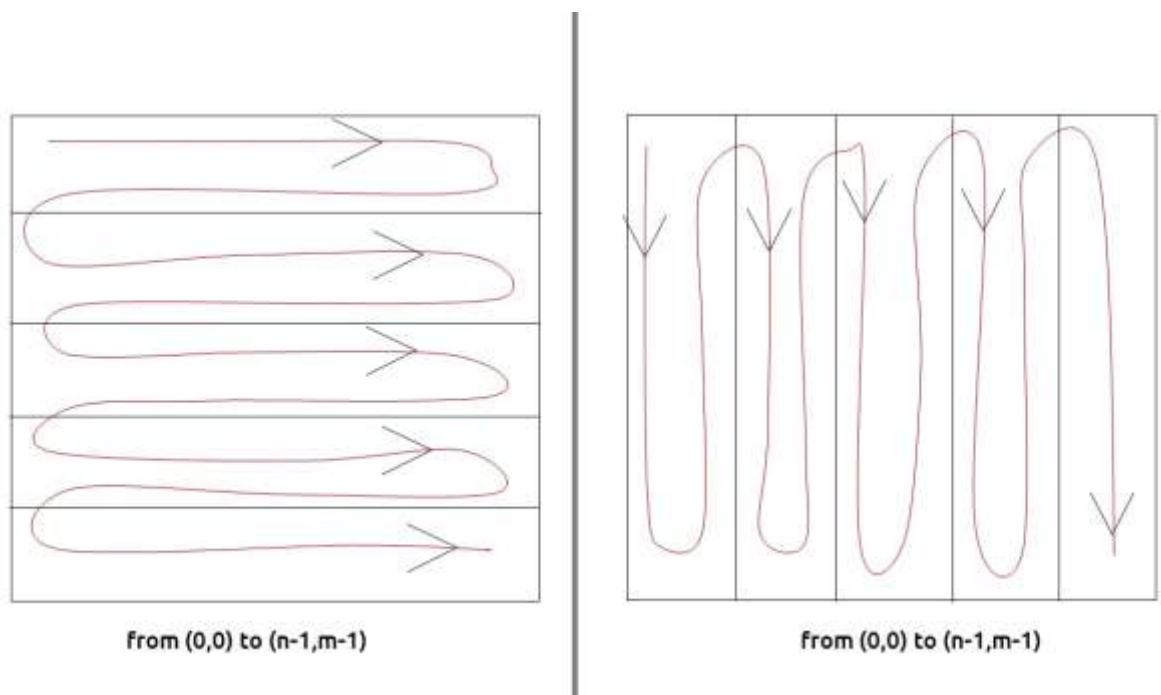 from (0,0) to (n-1,m-1)
from (0,0) to (n-1,m-1)